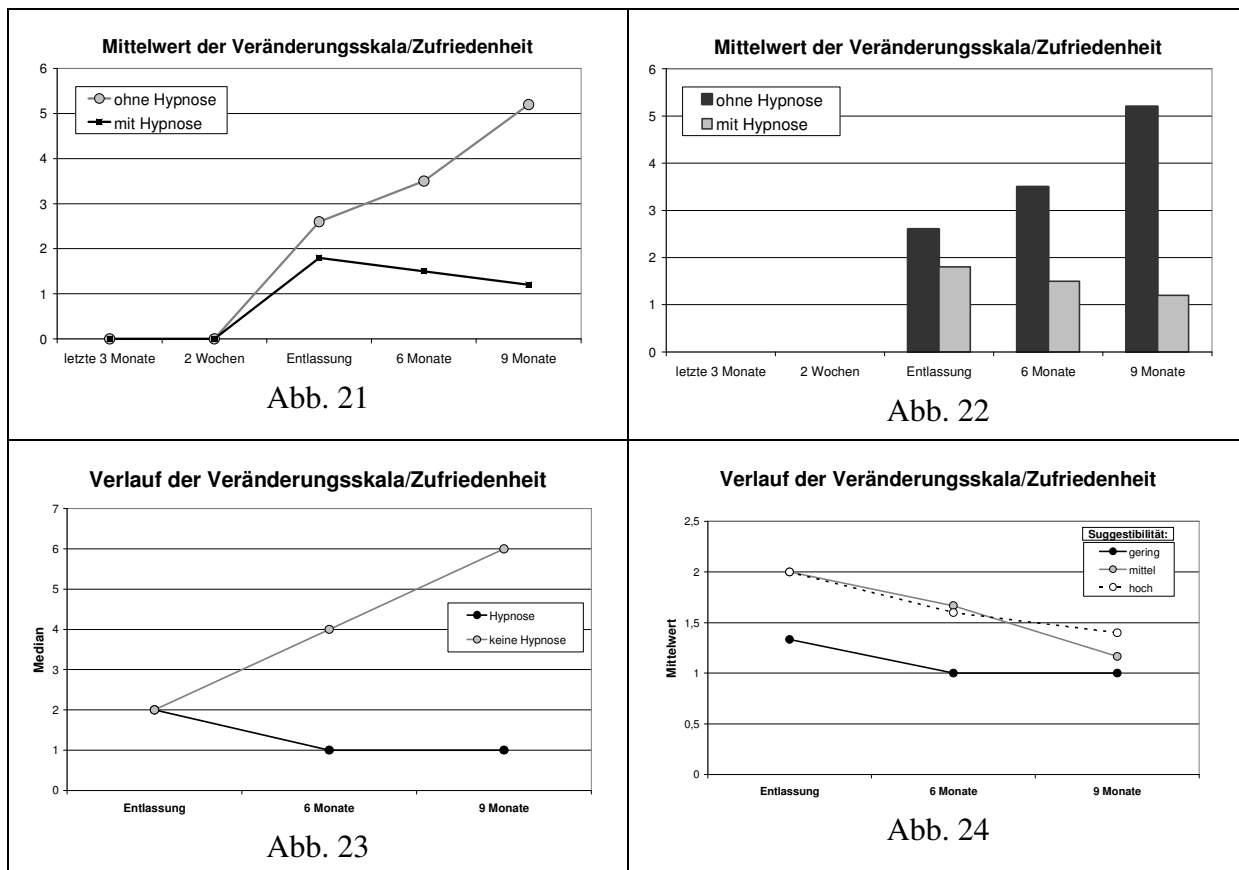 Mittelwert der Veränderungsskala/Zufriedenheit
6
5
4
3
2
1
0
ohne Hypnose
mit Hypnose
letzte 3 Monate 2 Wochen Entlassung 6 Monate 9 Monate
Abb. 21
Mittelwert der Veränderungsskala/Zufriedenheit
6
5
4
3
2
1
0
ohne Hypnose
mit Hypnose
letzte 3 Monate 2 Wochen Entlassung 6 Monate 9 Monate
Abb. 22
Verlauf der Veränderungsskala/Zufriedenheit
Median
7
6
5
4
3
2
1
0
Hypnose
keine Hypnose
Entlassung 6 Monate 9 Monate
Abb. 23
Verlauf der Veränderungsskala/Zufriedenheit
Mittelwert
2,5
2
1,5
1
0,5
0
Suggestibilität:
gering
mittel
hoch
Entlassung 6 Monate 9 Monate
Abb. 24